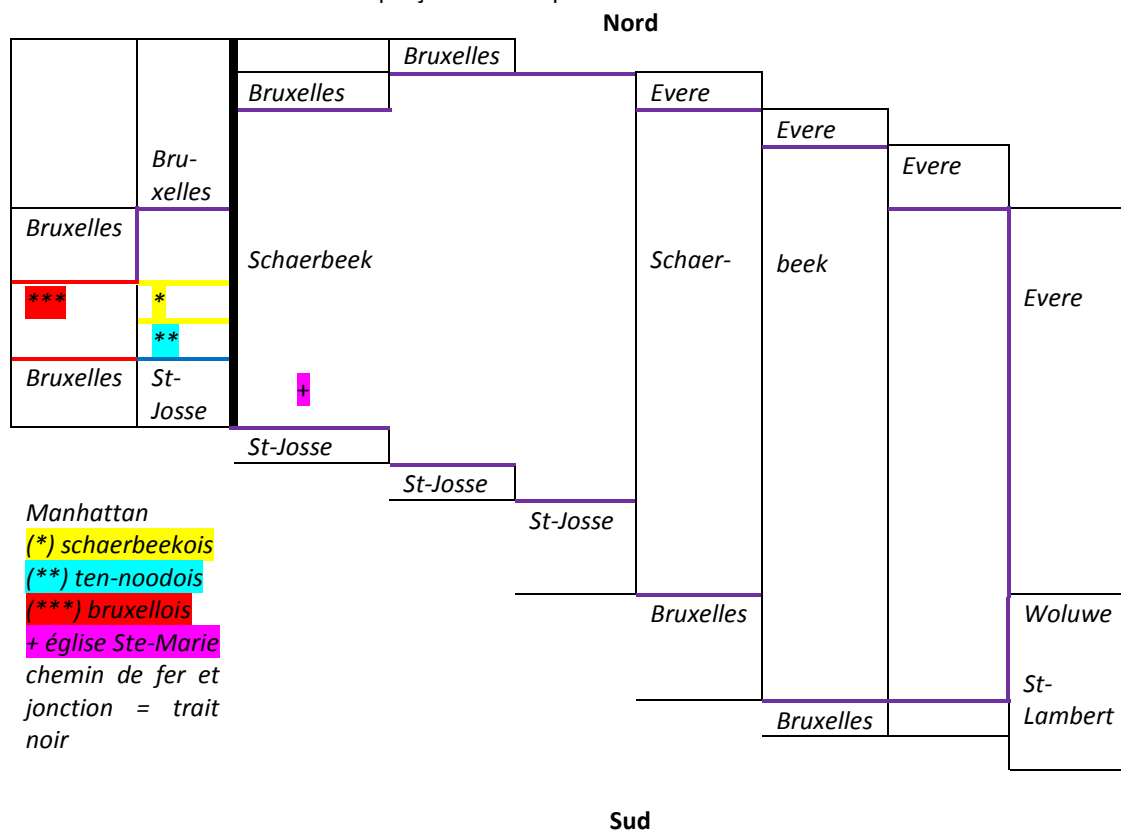 Nord
Bruxelles
Bruxelles
Evere
Evere
Bru-
xelles
Evere
Bruxelles
Schaerbeek
Schaer-
beek
***
*
Evere
**
Bruxelles
St-
Josse
+
St-Josse
St-Josse
St-Josse
Manhattan
(*) schaerbeekois
(**) ten-noodois
(***) bruxellois
+ église Ste-Marie
chemin de fer et
jonction = trait
noir
Bruxelles
Woluwe
St-
Lambert
Bruxelles
Sud